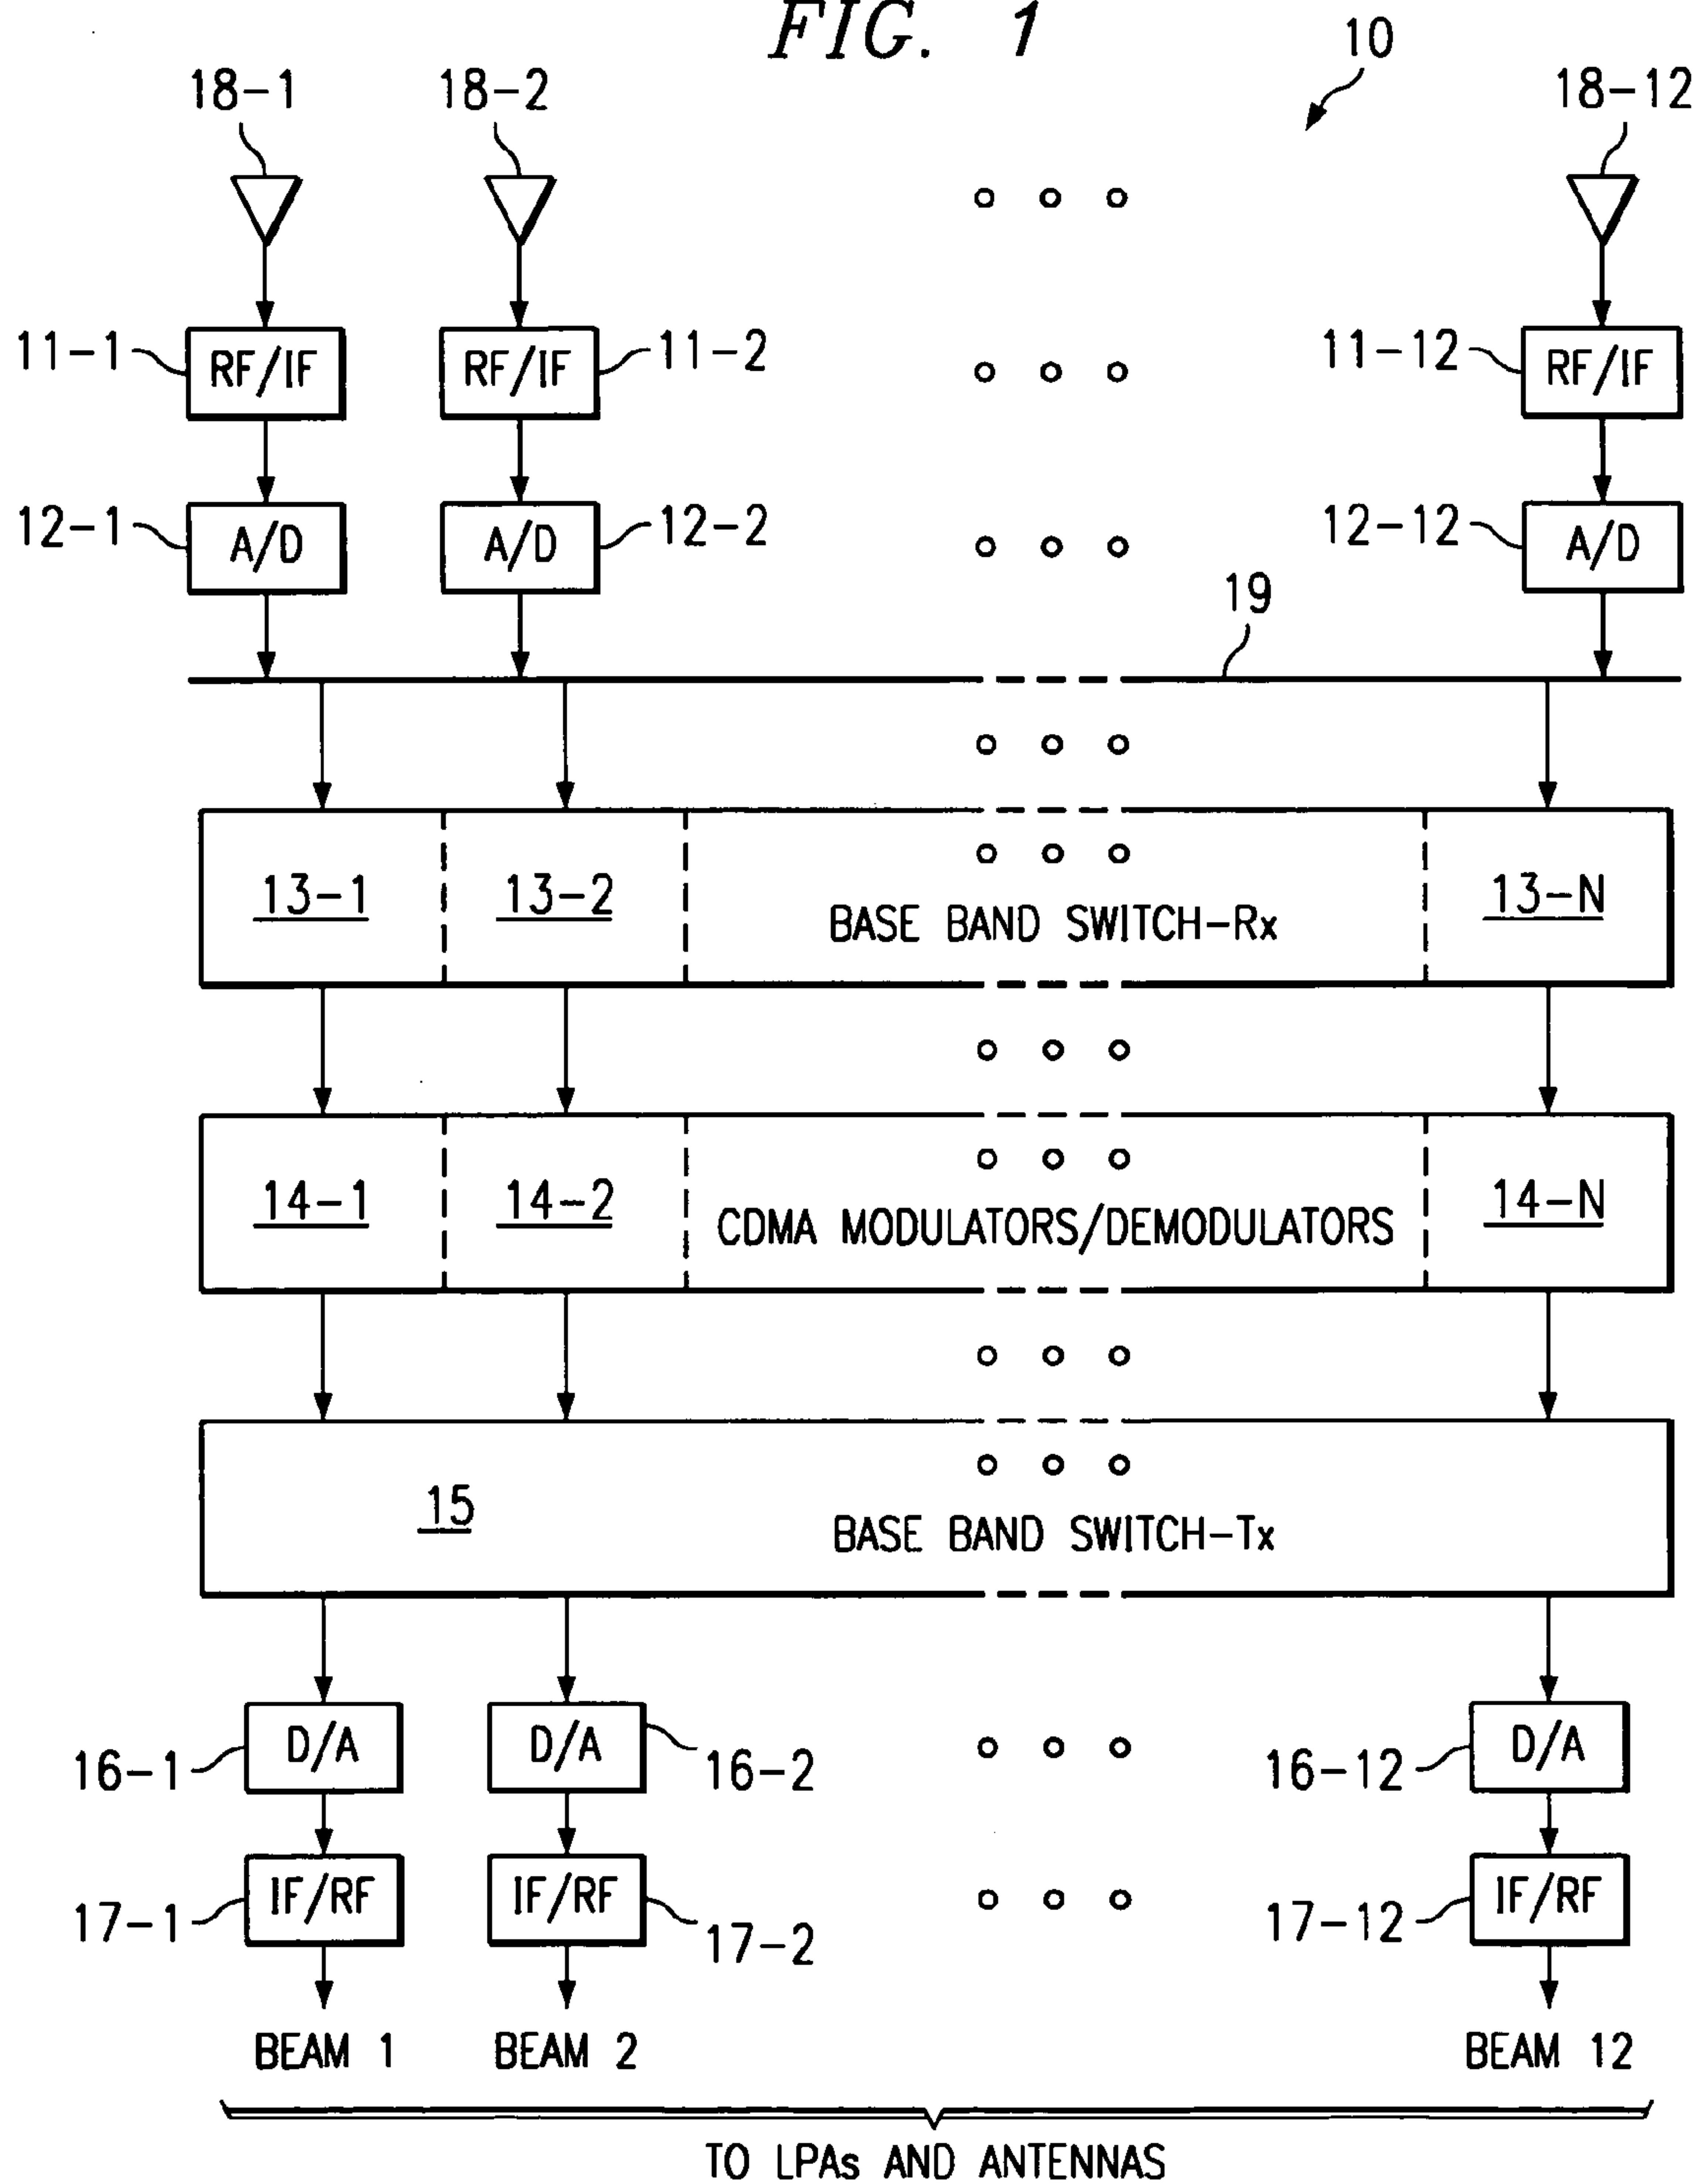 FIG. 1
10
18-1 18-2 18-12
11-1 RF/IF RF/IF 11-2 11-12 RF/IF
12-1 A/D A/D 12-2 12-12 A/D
19
13-1 13-2 BASE BAND SWITCH-Rx 13-N
14-1 14-2 CDMA MODULATORS/DEMODULATORS 14-N
15 BASE BAND SWITCH-Tx
16-1 D/A D/A 16-2 16-12 D/A
17-1 IF/RF IF/RF 17-2 17-12 IF/RF
BEAM 1 BEAM 2 BEAM 12
TO LPAs AND ANTENNAS